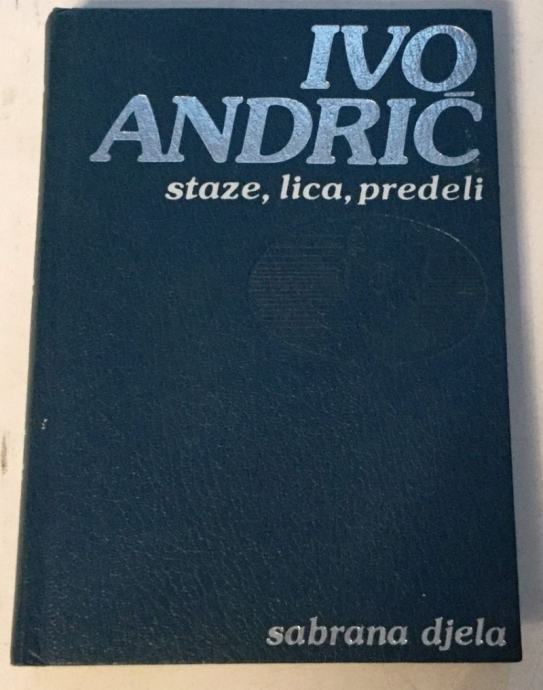 IVO
ANDRIĆ
staze, lica, predeli
sabrana djela